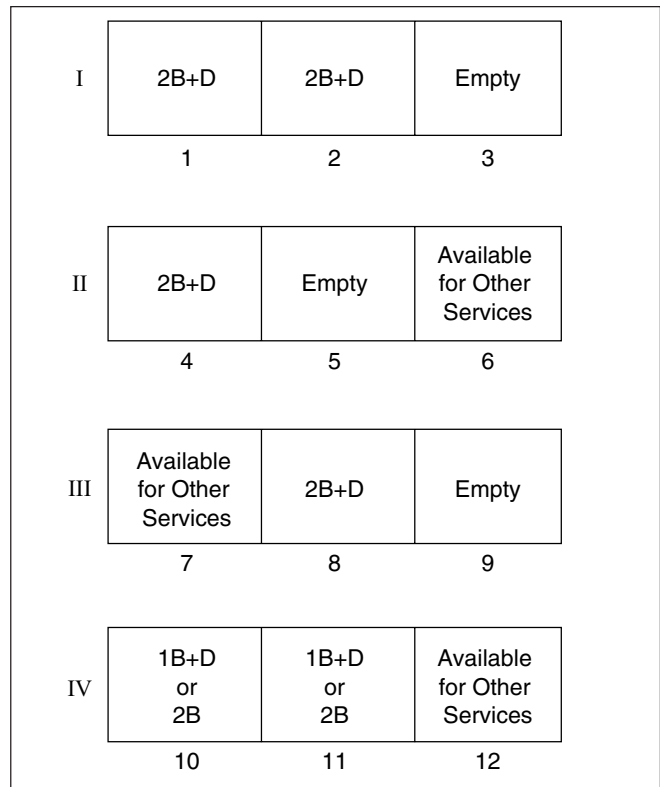 I
2B+D
2B+D
Empty
1
2
3
II
2B+D
Empty
Available
for Other
Services
4
5
6
III
Available
for Other
Services
2B+D
Empty
7
8
9
IV
1B+D
or
2B
1B+D
or
2B
Available
for Other
Services
10
11
12